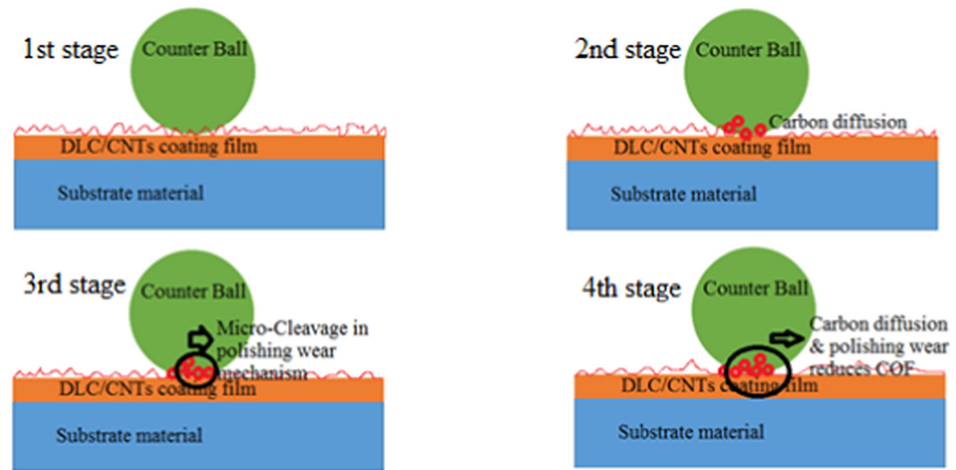 1st stage
Counter Ball
DLC/CNTs coating film
Substrate material
2nd stage
Counter Ball
Carbon diffusion
DLC/CNTs coating film
Substrate material
3rd stage
Counter Ball
Micro-Cleavage in
polishing wear
mechanism
DLC/CNTs coating film
Substrate material
4th stage
Counter Ball
Carbon diffusion
& polishing wear
reduces COF
DLC/CNTs coating film
Substrate material